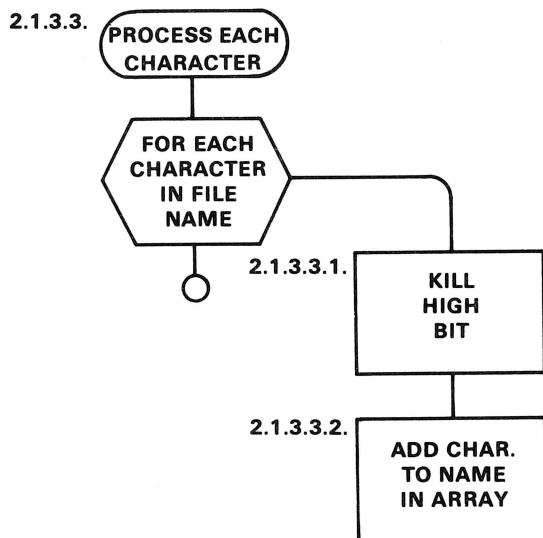 2.1.3.3.
PROCESS EACH
CHARACTER
FOR EACH
CHARACTER
IN FILE
NAME
2.1.3.3.1.
KILL
HIGH
BIT
2.1.3.3.2.
ADD CHAR.
TO NAME
IN ARRAY